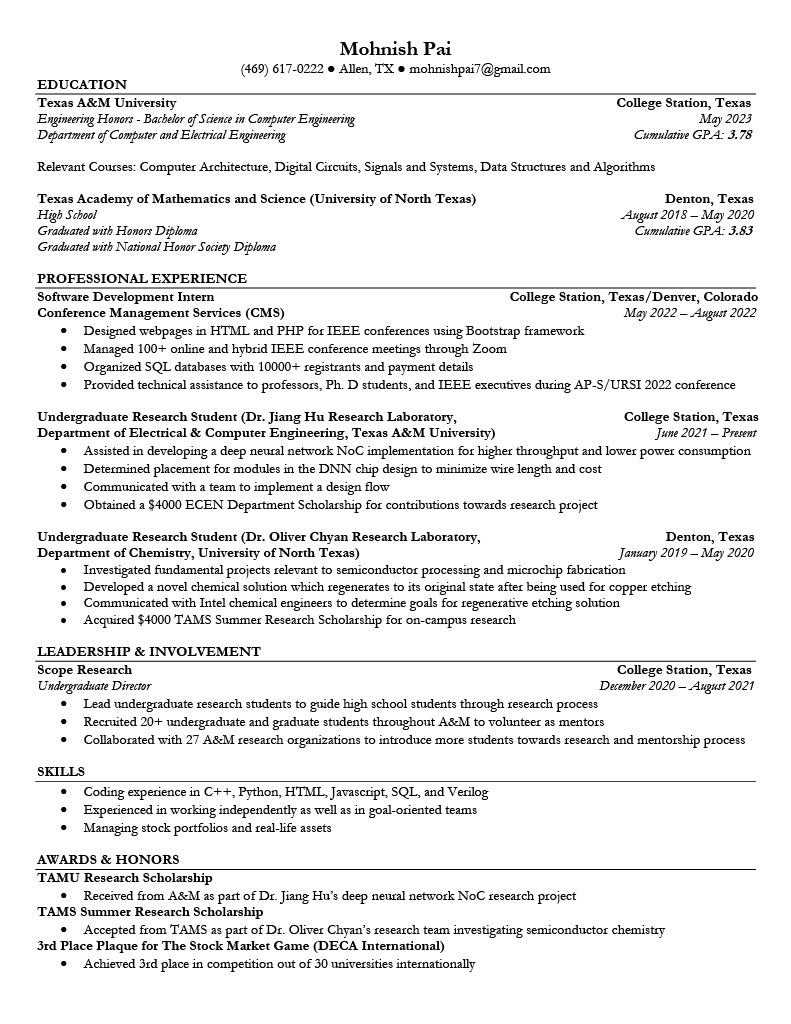 Mohnish Pai
(469) 617-0222 ● Allen, TX ● mohnishpai7@gmail.com
EDUCATION
Texas A&M University College Station, Texas
Engineering Honors - Bachelor of Science in Computer Engineering May 2023
Department of Computer and Electrical Engineering Cumulative GPA: 3.78
Relevant Courses: Computer Architecture, Digital Circuits, Signals and Systems, Data Structures and Algorithms
Texas Academy of Mathematics and Science (University of North Texas) Denton, Texas
High School August 2018 – May 2020
Graduated with Honors Diploma Cumulative GPA: 3.83
Graduated with National Honor Society Diploma
PROFESSIONAL EXPERIENCE
Software Development Intern College Station, Texas/Denver, Colorado
Conference Management Services (CMS) May 2022 – August 2022
● Designed webpages in HTML and PHP for IEEE conferences using Bootstrap framework
● Managed 100+ online and hybrid IEEE conference meetings through Zoom
● Organized SQL databases with 10000+ registrants and payment details
● Provided technical assistance to professors, Ph. D students, and IEEE executives during AP-S/URSI 2022 conference
Undergraduate Research Student (Dr. Jiang Hu Research Laboratory, College Station, Texas
Department of Electrical & Computer Engineering, Texas A&M University) June 2021 – Present
● Assisted in developing a deep neural network NoC implementation for higher throughput and lower power consumption
● Determined placement for modules in the DNN chip design to minimize wire length and cost
● Communicated with a team to implement a design flow
● Obtained a $4000 ECEN Department Scholarship for contributions towards research project
Undergraduate Research Student (Dr. Oliver Chyan Research Laboratory, Denton, Texas
Department of Chemistry, University of North Texas) January 2019 – May 2020
● Investigated fundamental projects relevant to semiconductor processing and microchip fabrication
● Developed a novel chemical solution which regenerates to its original state after being used for copper etching
● Communicated with Intel chemical engineers to determine goals for regenerative etching solution
● Acquired $4000 TAMS Summer Research Scholarship for on-campus research
LEADERSHIP & INVOLVEMENT
Scope Research College Station, Texas
Undergraduate Director December 2020 – August 2021
● Lead undergraduate research students to guide high school students through research process
● Recruited 20+ undergraduate and graduate students throughout A&M to volunteer as mentors
● Collaborated with 27 A&M research organizations to introduce more students towards research and mentorship process
SKILLS
● Coding experience in C++, Python, HTML, Javascript, SQL, and Verilog
● Experienced in working independently as well as in goal-oriented teams
● Managing stock portfolios and real-life assets
AWARDS & HONORS
TAMU Research Scholarship
● Received from A&M as part of Dr. Jiang Hu's deep neural network NoC research project
TAMS Summer Research Scholarship
● Accepted from TAMS as part of Dr. Oliver Chyan's research team investigating semiconductor chemistry
3rd Place Plaque for The Stock Market Game (DECA International)
● Achieved 3rd place in competition out of 30 universities internationally